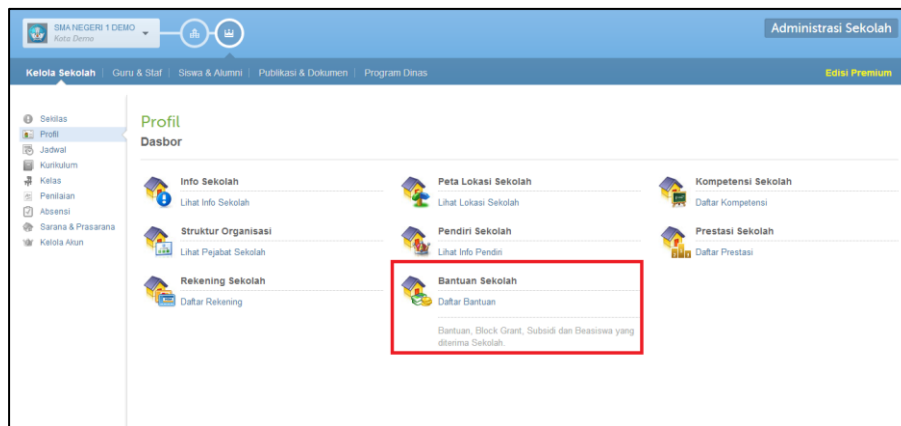 SMA NEGERI 1 DEMO
Kota Demo
Administrasi Sekolah
Kelola Sekolah | Guru & Staf | Siswa & Alumni | Publikasi & Dokumen | Program Dinas
Edisi Premium
Sekilas
Profil
Jadwal
Kurikulum
Kelas
Penilaian
Absensi
Sarana & Prasarana
Kelola Akun
Profil
Dasbor
Info Sekolah
Lihat Info Sekolah
Peta Lokasi Sekolah
Lihat Lokasi Sekolah
Kompetensi Sekolah
Daftar Kompetensi
Struktur Organisasi
Lihat Pejabat Sekolah
Pendiri Sekolah
Lihat Info Pendiri
Prestasi Sekolah
Daftar Prestasi
Rekening Sekolah
Daftar Rekening
Bantuan Sekolah
Daftar Bantuan
Bantuan, Block Grant, Subsidi dan Beasiswa yang
diterima Sekolah.